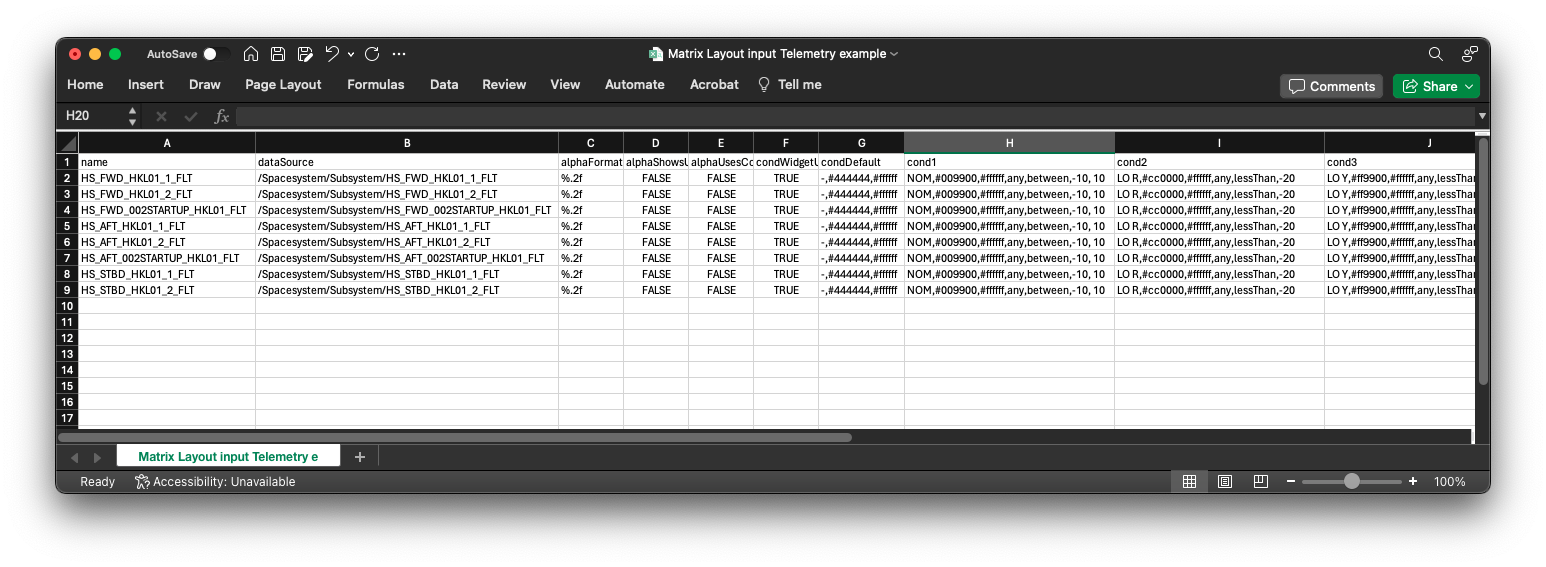 AutoSave Matrix Layout input Telemetry example
Home Insert Draw Page Layout Formulas Data Review View Automate Acrobat Tell me Comments Share
H20 fx
A B C D E F G H I J
1 name dataSource alphaFormat alphaShowsU alphaUsesCo condWidgetU condDefault cond1 cond2 cond3
2 HS_FWD_HKL01_1_FLT /Spacesystem/Subsystem/HS_FWD_HKL01_1_FLT %.2f FALSE FALSE TRUE -,#444444,#ffffff NOM,#009900,#ffffff,any,between,-10, 10 LO R,#cc0000,#ffffff,any,lessThan,-20 LO Y,#ff9900,#ffffff,any,lessThar
3 HS_FWD_HKL01_2_FLT /Spacesystem/Subsystem/HS_FWD_HKL01_2_FLT %.2f FALSE FALSE TRUE -,#444444,#ffffff NOM,#009900,#ffffff,any,between,-10, 10 LO R,#cc0000,#ffffff,any,lessThan,-20 LO Y,#ff9900,#ffffff,any,lessThar
4 HS_FWD_002STARTUP_HKL01_FLT /Spacesystem/Subsystem/HS_FWD_002STARTUP_HKL01_FLT %.2f FALSE FALSE TRUE -,#444444,#ffffff NOM,#009900,#ffffff,any,between,-10, 10 LO R,#cc0000,#ffffff,any,lessThan,-20 LO Y,#ff9900,#ffffff,any,lessThar
5 HS_AFT_HKL01_1_FLT /Spacesystem/Subsystem/HS_AFT_HKL01_1_FLT %.2f FALSE FALSE TRUE -,#444444,#ffffff NOM,#009900,#ffffff,any,between,-10, 10 LO R,#cc0000,#ffffff,any,lessThan,-20 LO Y,#ff9900,#ffffff,any,lessThar
6 HS_AFT_HKL01_2_FLT /Spacesystem/Subsystem/HS_AFT_HKL01_2_FLT %.2f FALSE FALSE TRUE -,#444444,#ffffff NOM,#009900,#ffffff,any,between,-10, 10 LO R,#cc0000,#ffffff,any,lessThan,-20 LO Y,#ff9900,#ffffff,any,lessThar
7 HS_AFT_002STARTUP_HKL01_FLT /Spacesystem/Subsystem/HS_AFT_002STARTUP_HKL01_FLT %.2f FALSE FALSE TRUE -,#444444,#ffffff NOM,#009900,#ffffff,any,between,-10, 10 LO R,#cc0000,#ffffff,any,lessThan,-20 LO Y,#ff9900,#ffffff,any,lessThar
8 HS_STBD_HKL01_1_FLT /Spacesystem/Subsystem/HS_STBD_HKL01_1_FLT %.2f FALSE FALSE TRUE -,#444444,#ffffff NOM,#009900,#ffffff,any,between,-10, 10 LO R,#cc0000,#ffffff,any,lessThan,-20 LO Y,#ff9900,#ffffff,any,lessThar
9 HS_STBD_HKL01_2_FLT /Spacesystem/Subsystem/HS_STBD_HKL01_2_FLT %.2f FALSE FALSE TRUE -,#444444,#ffffff NOM,#009900,#ffffff,any,between,-10, 10 LO R,#cc0000,#ffffff,any,lessThan,-20 LO Y,#ff9900,#ffffff,any,lessThar
10
11
12
13
14
15
16
17
Matrix Layout input Telemetry e +
Ready Accessibility: Unavailable − + 100%